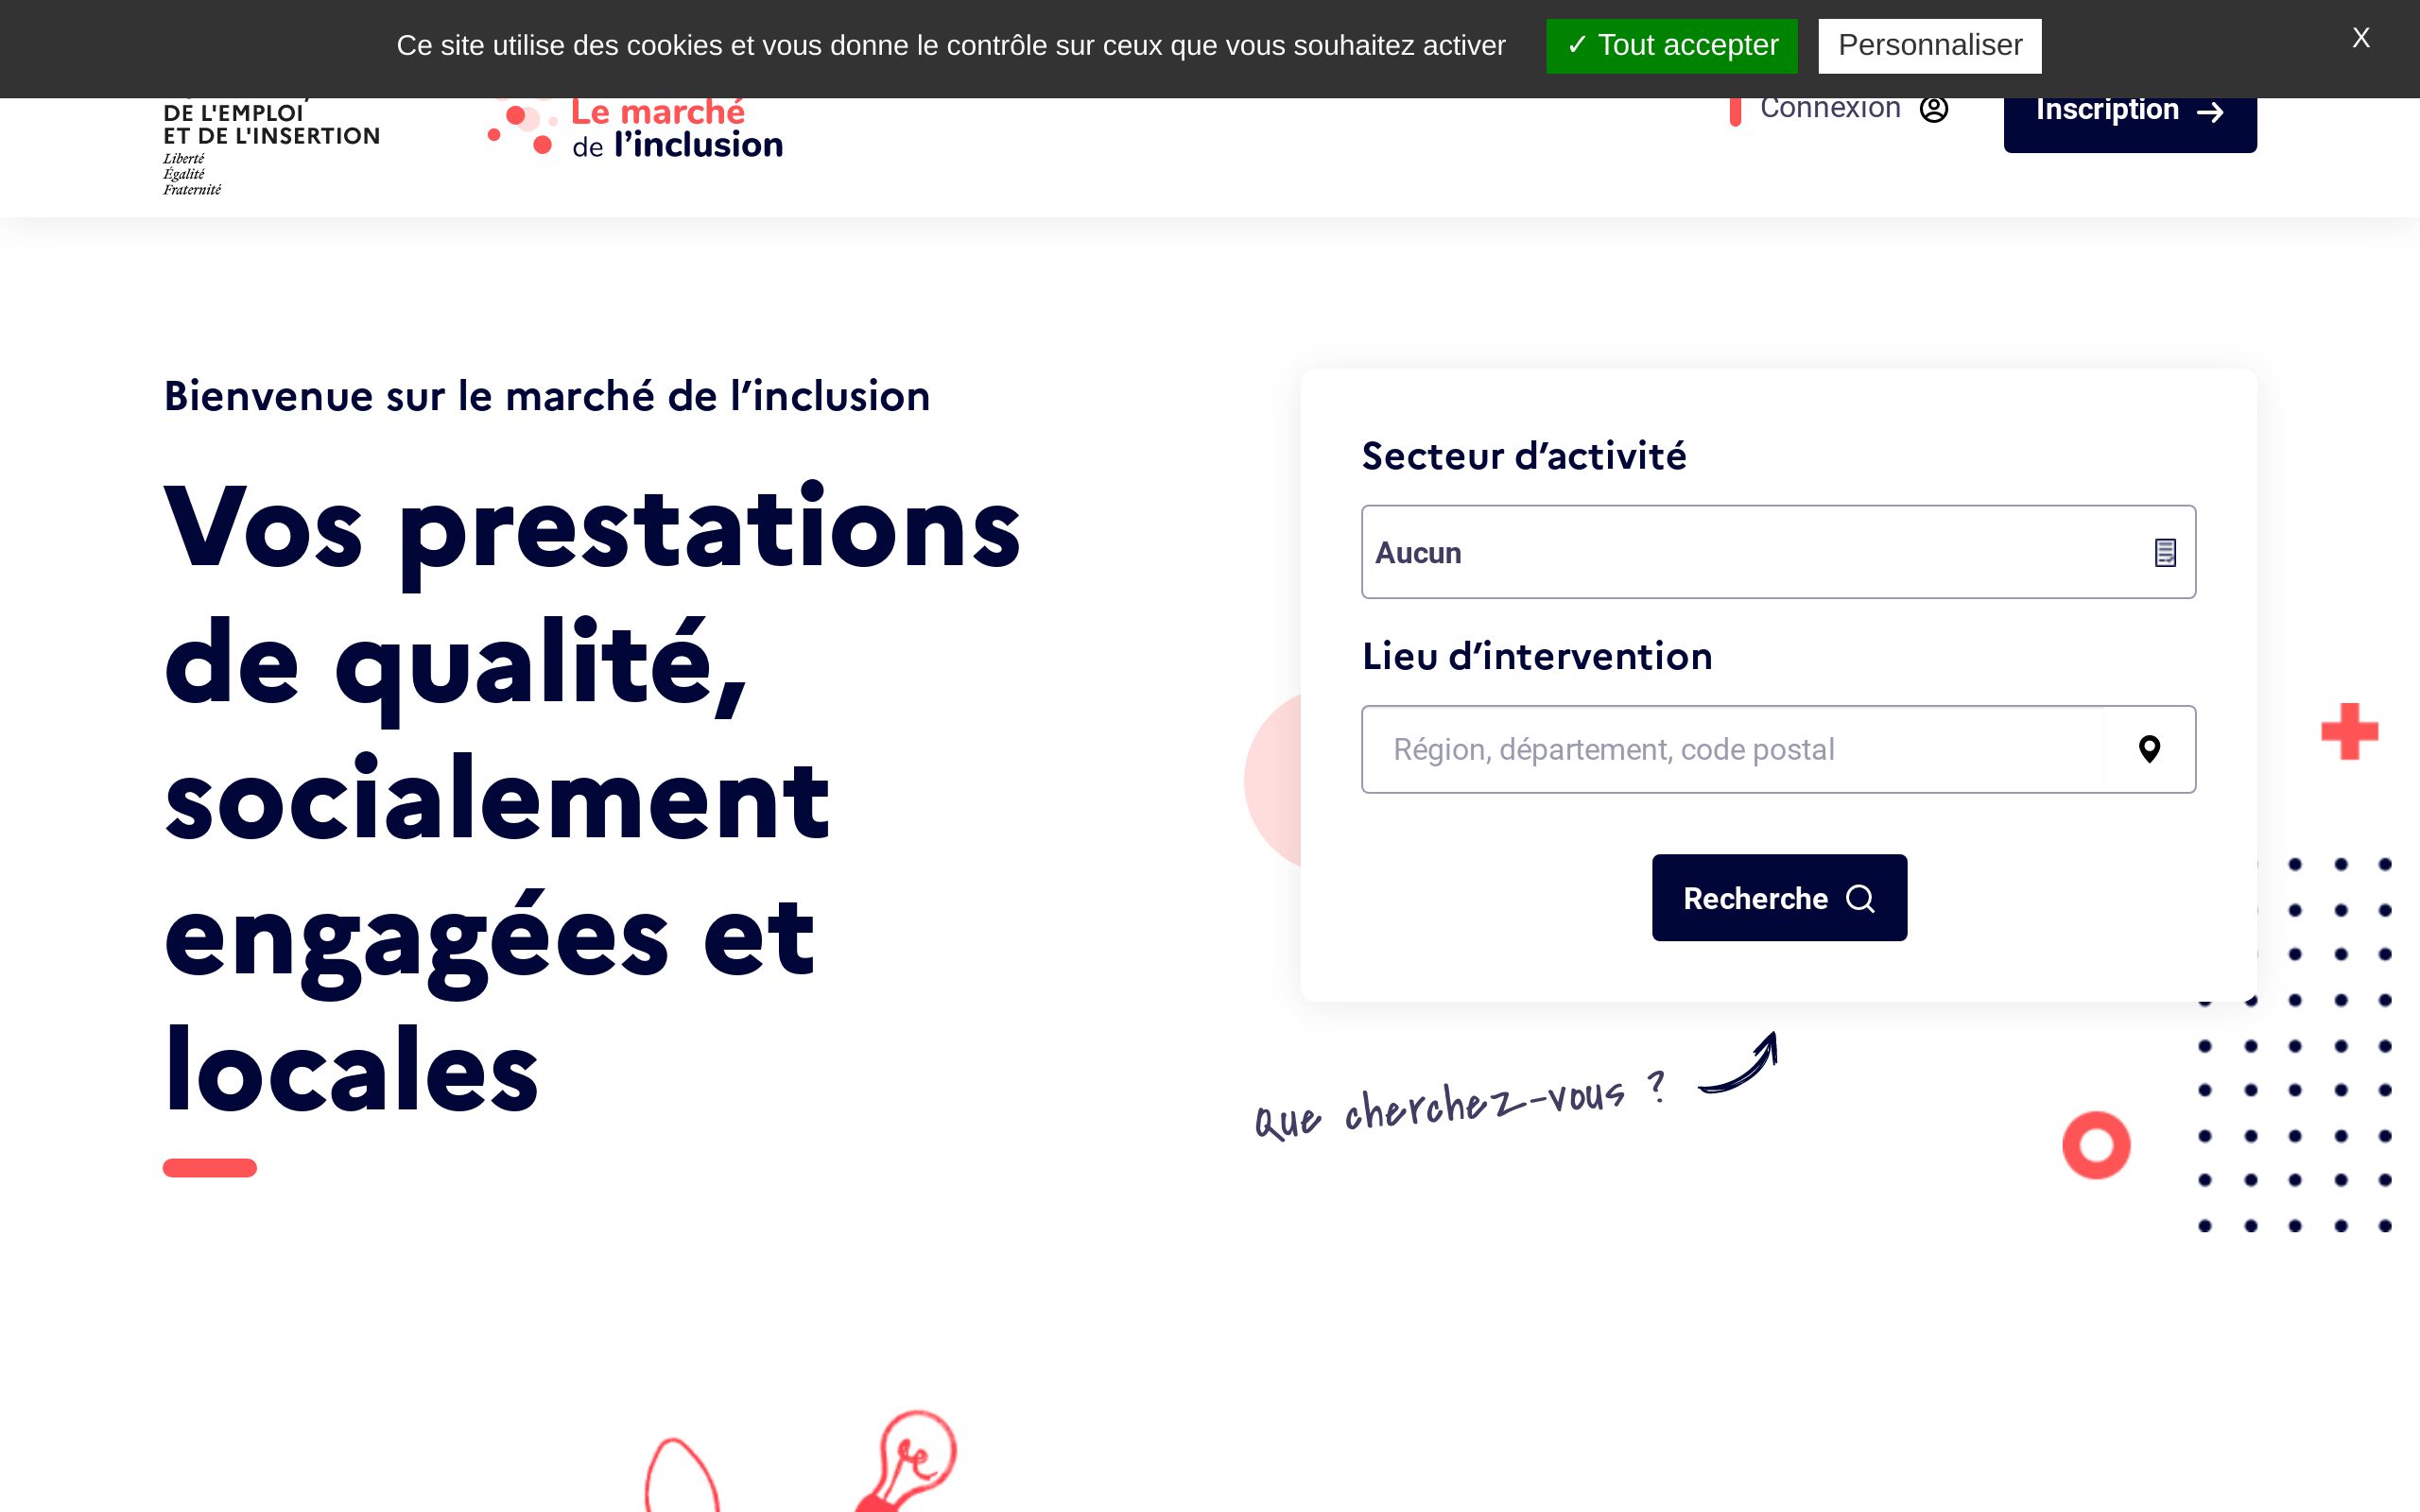 Ce site utilise des cookies et vous donne le contrôle sur ceux que vous souhaitez activer
✓ Tout accepter
Personnaliser
X
DE L'EMPLOI
ET DE L'INSERTION
Liberté
Égalité
Fraternité
Le marché
de l'inclusion
Connexion
Inscription
Bienvenue sur le marché de l'inclusion
Vos prestations
de qualité,
socialement
engagées et
locales
Secteur d'activité
Aucun
Lieu d'intervention
Région, département, code postal
Recherche
Que cherchez-vous ?